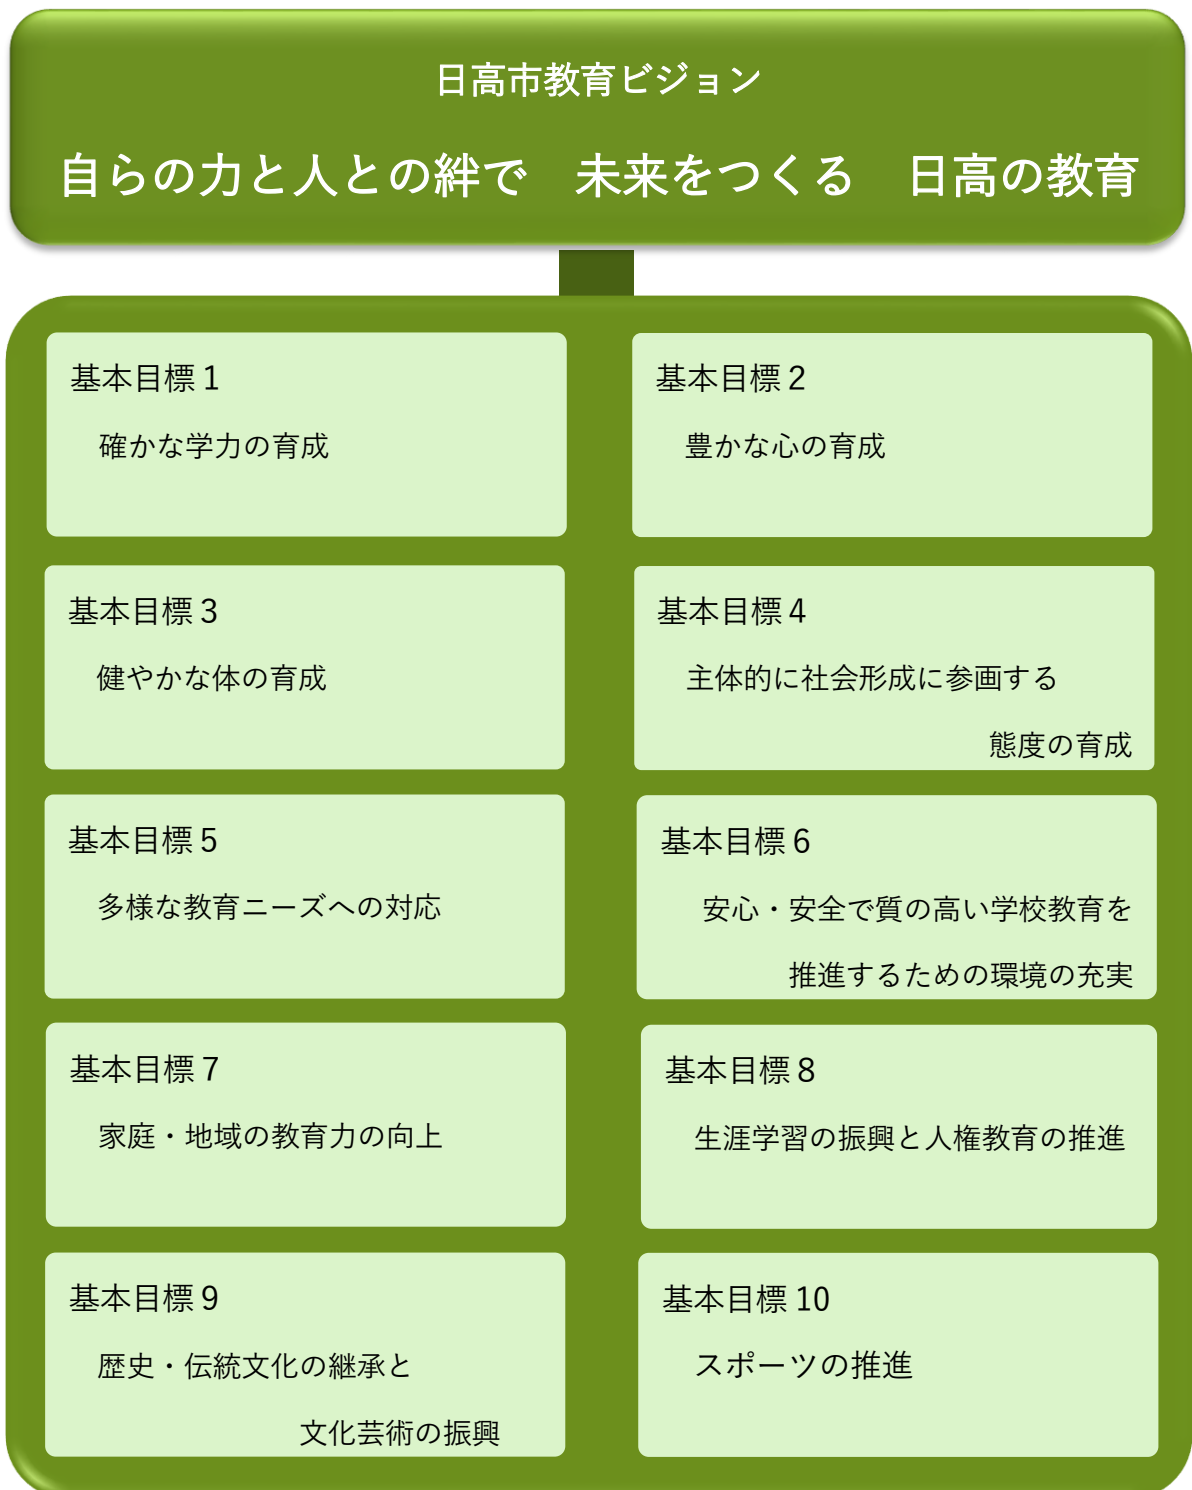 日高市教育ビジョン
自らの力と人との絆で　未来をつくる　日高の教育
基本目標 1
確かな学力の育成
基本目標 2
豊かな心の育成
基本目標 3
健やかな体の育成
基本目標 4
主体的に社会形成に参画する
態度の育成
基本目標 5
多様な教育ニーズへの対応
基本目標 6
安心・安全で質の高い学校教育を
推進するための環境の充実
基本目標 7
家庭・地域の教育力の向上
基本目標 8
生涯学習の振興と人権教育の推進
基本目標 9
歴史・伝統文化の継承と
文化芸術の振興
基本目標 10
スポーツの推進